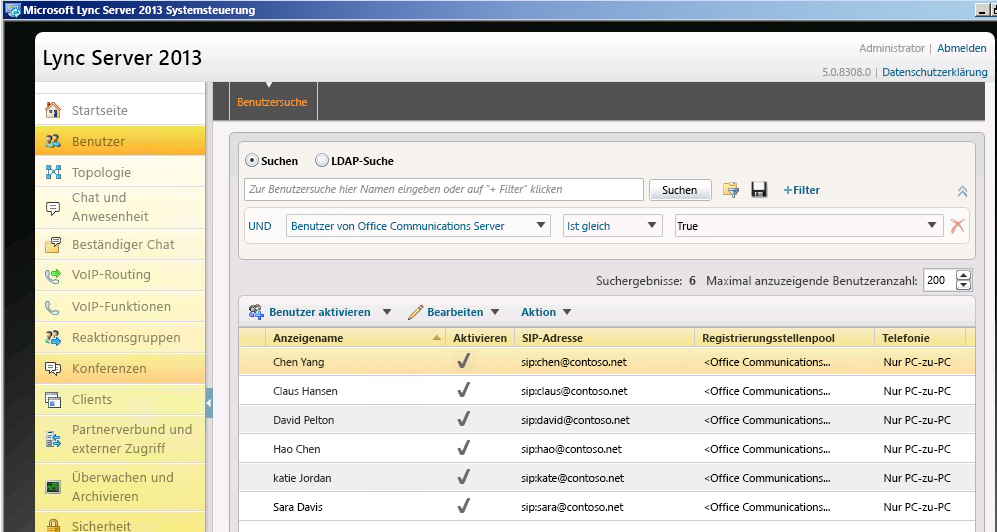 Microsoft Lync Server 2013 Systemsteuerung
Lync Server 2013
Administrator | Abmelden
5.0.8308.0 | Datenschutzerklärung
Startseite
Benutzer
Topologie
Chat und
Anwesenheit
Beständiger Chat
VoIP-Routing
VoIP-Funktionen
Reaktionsgruppen
Konferenzen
Clients
Partnerverbund und
externer Zugriff
Überwachen und
Archivieren
Sicherheit
Benutzersuche
Suchen LDAP-Suche
Zur Benutzersuche hier Namen eingeben oder auf "+ Filter" klicken Suchen +Filter
UND Benutzer von Office Communications Server Ist gleich True
Suchergebnisse: 6 Maximal anzuzeigende Benutzeranzahl: 200
Benutzer aktivieren Bearbeiten Aktion
Anzeigename Aktivieren SIP-Adresse Registrierungsstellenpool Telefonie
Chen Yang sip:chen@contoso.net <Office Communications... Nur PC-zu-PC
Claus Hansen sip:claus@contoso.net <Office Communications... Nur PC-zu-PC
David Pelton sip:david@contoso.net <Office Communications... Nur PC-zu-PC
Hao Chen sip:hao@contoso.net <Office Communications... Nur PC-zu-PC
katie Jordan sip:kate@contoso.net <Office Communications... Nur PC-zu-PC
Sara Davis sip:sara@contoso.net <Office Communications... Nur PC-zu-PC